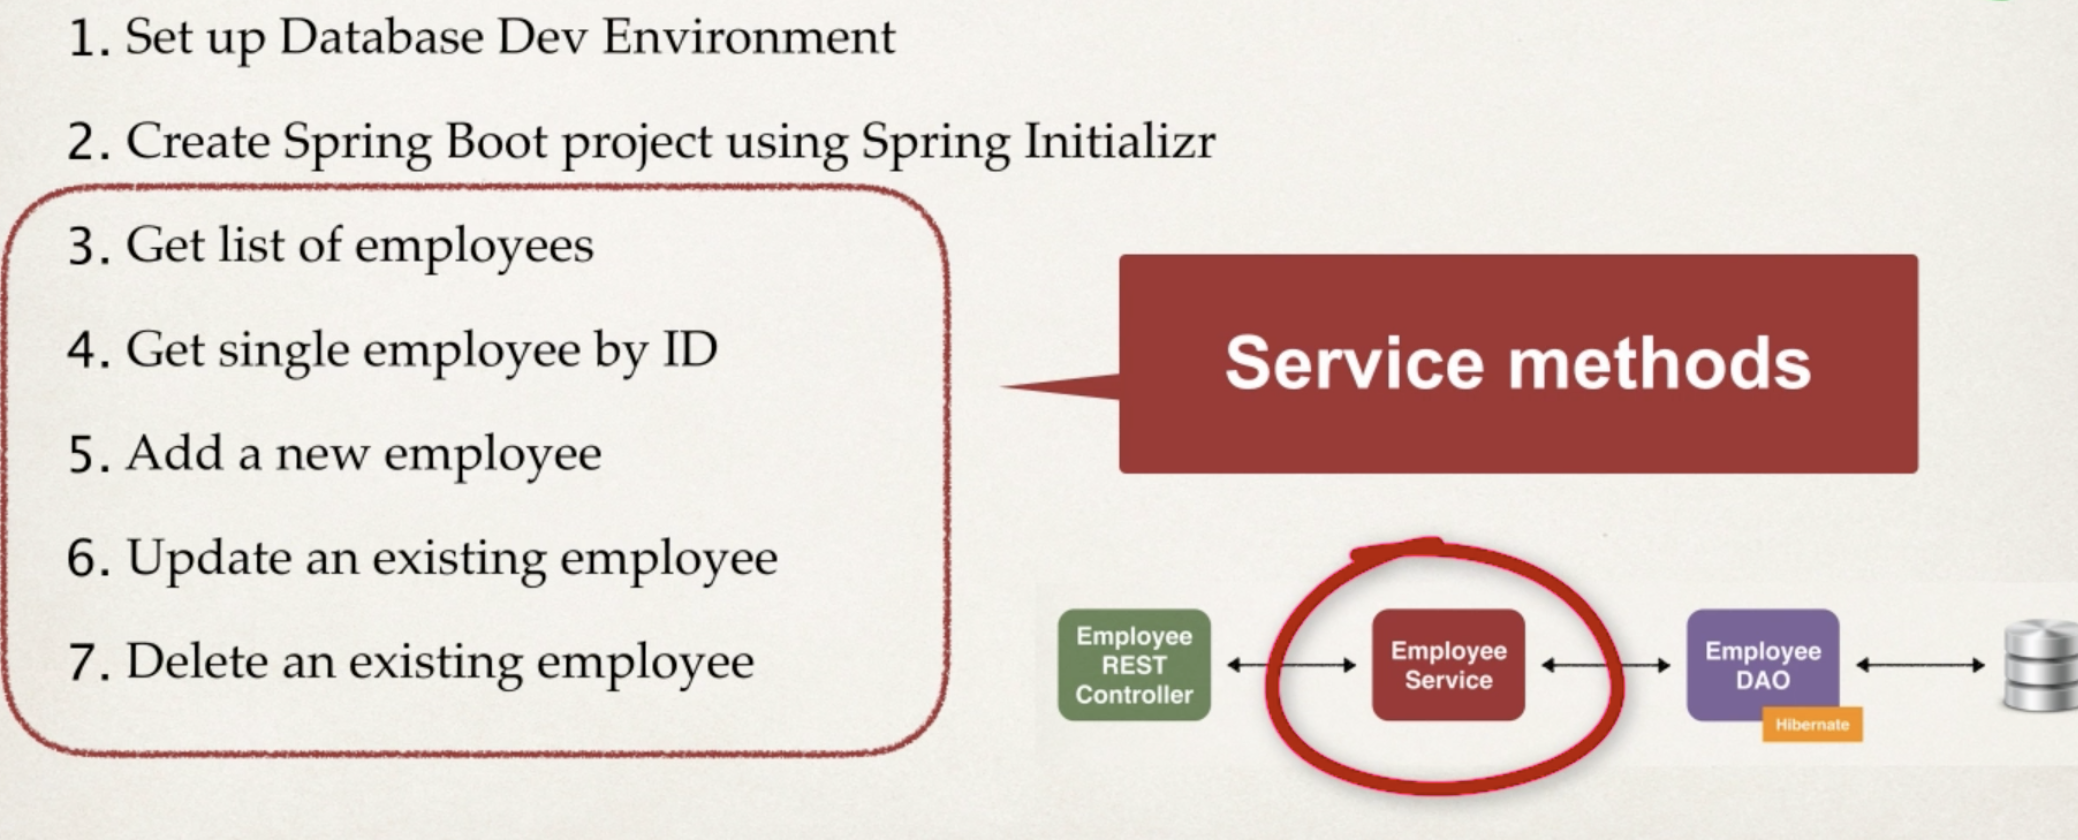 1. Set up Database Dev Environment
2. Create Spring Boot project using Spring Initializr
3. Get list of employees
4. Get single employee by ID
5. Add a new employee
6. Update an existing employee
7. Delete an existing employee
Service methods
Employee
REST
Controller
Employee
Service
Employee
DAO
Hibernate